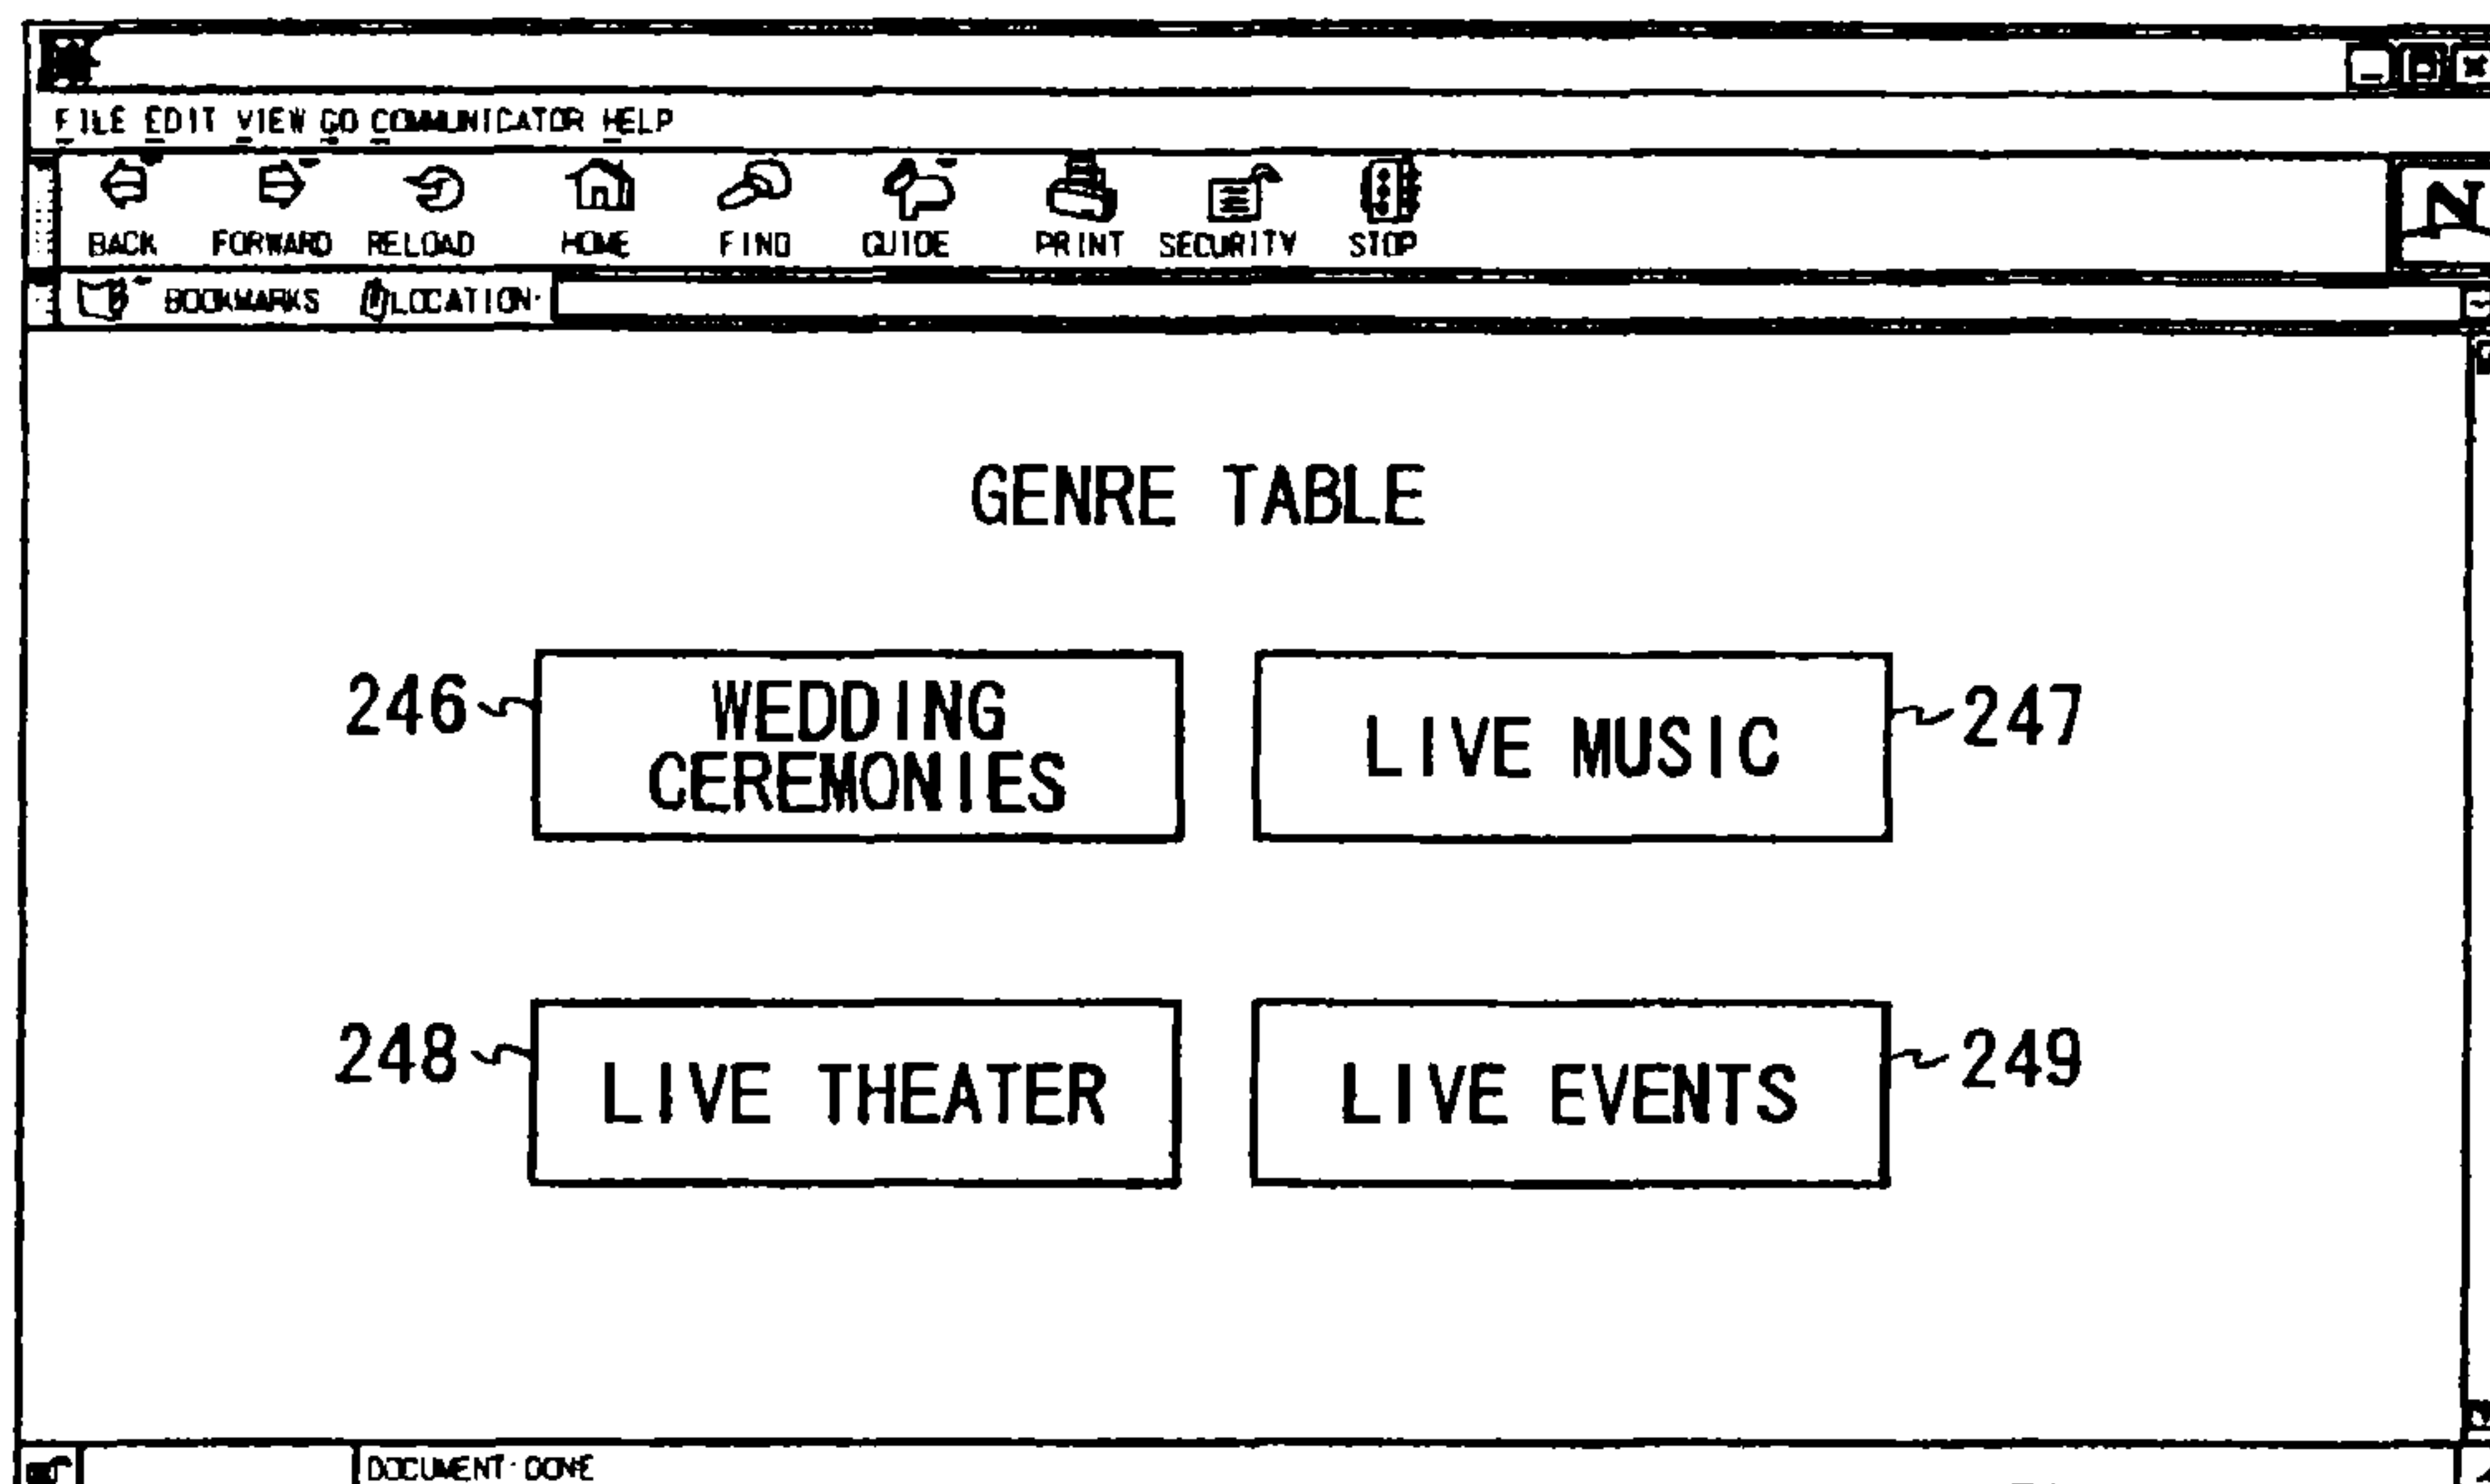 FILE EDIT VIEW GO COMMUNICATOR HELP
BACK FORWARD RELOAD HOME FIND GUIDE PRINT SECURITY STOP
N
BOOKMARKS LOCATION:
GENRE TABLE
246 WEDDING CEREMONIES
LIVE MUSIC 247
248 LIVE THEATER
LIVE EVENTS 249
DOCUMENT: DONE